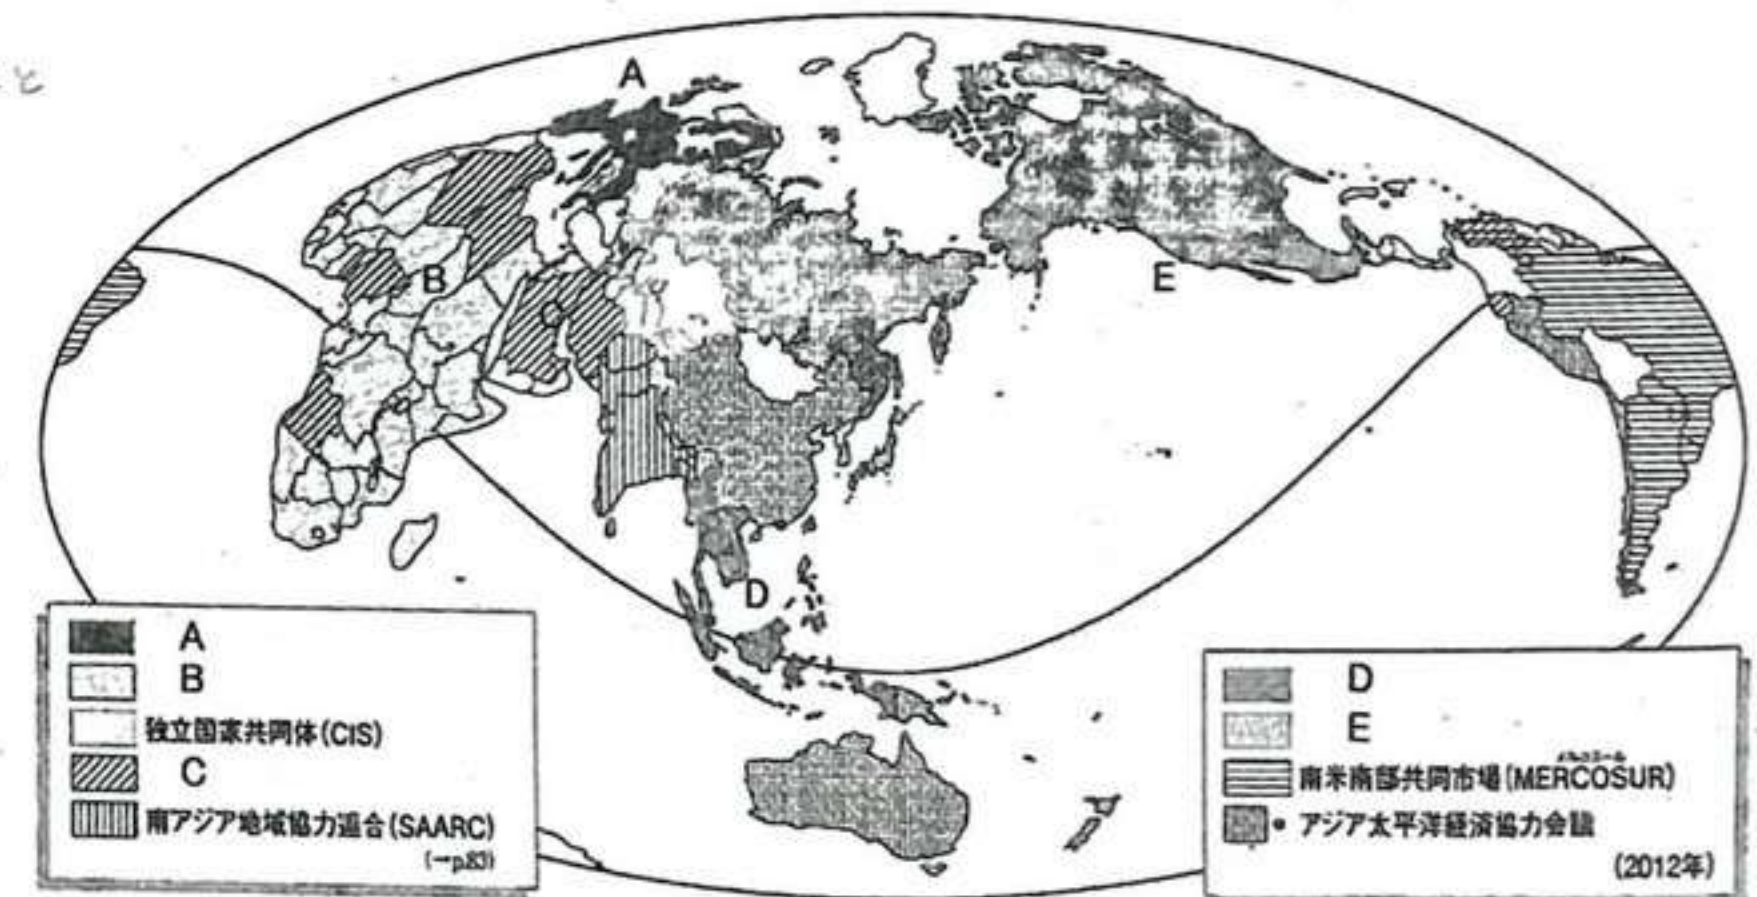 と
A
B
E
D
A
B
独立国家共同体(CIS)
C
南アジア地域協力連合(SAARC)
(→p.83)
D
E
メルコスール
南米南部共同市場(MERCOSUR)
アジア太平洋経済協力会議
(2012年)